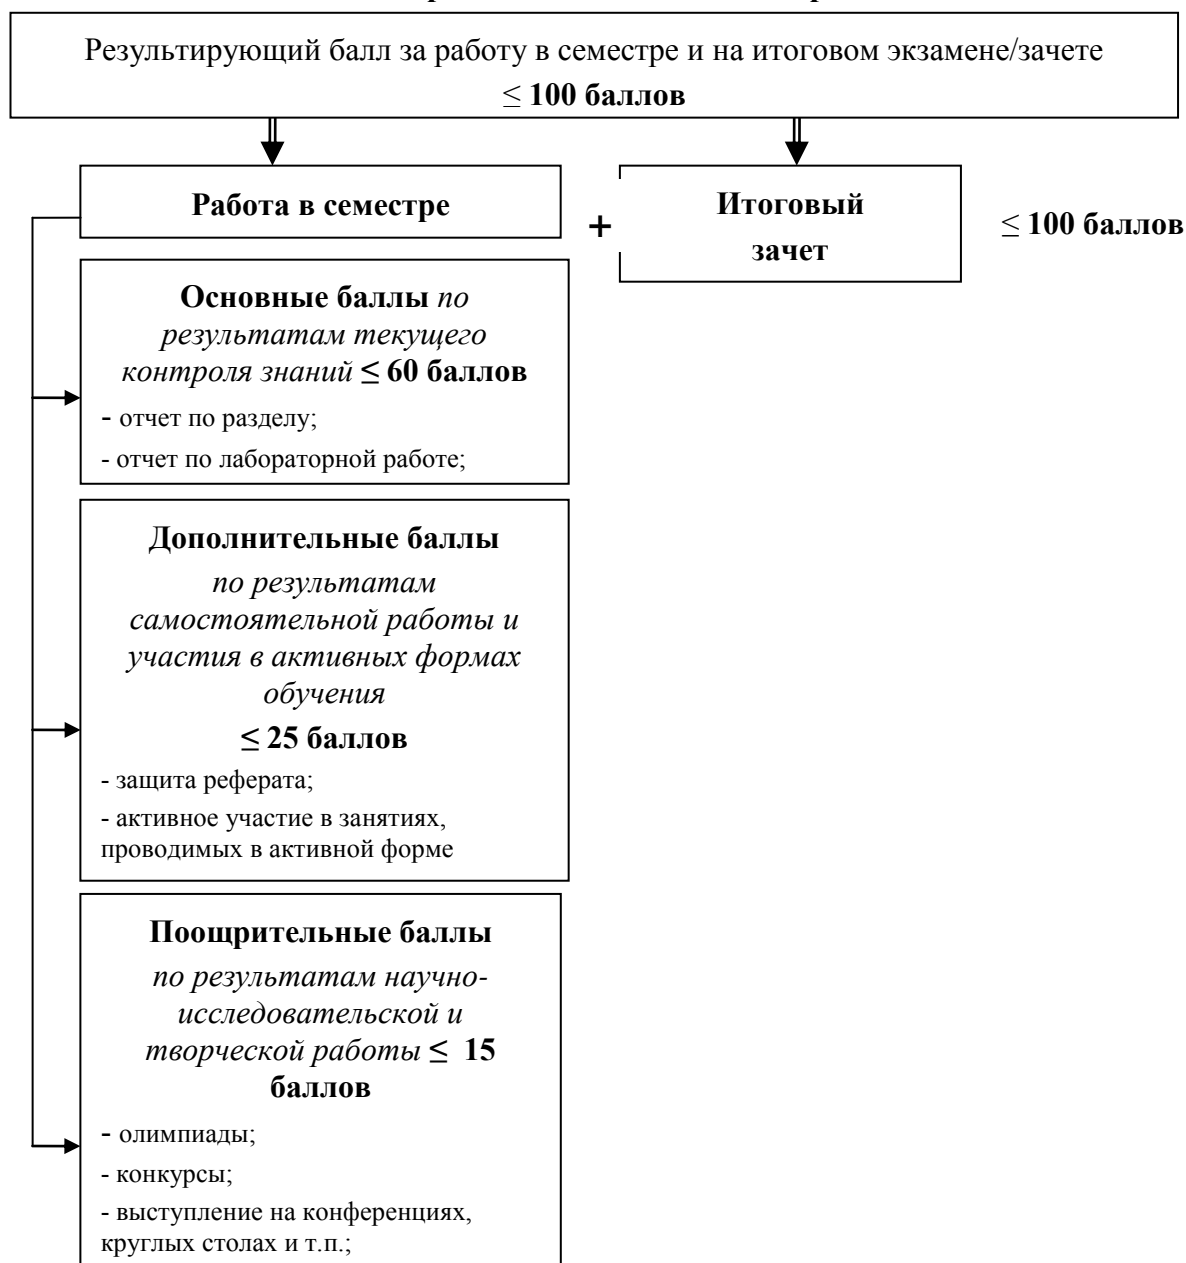 Результирующий балл за работу в семестре и на итоговом экзамене/зачете
≤ 100 баллов
Работа в семестре
+
Итоговый
зачет
≤ 100 баллов
Основные баллы по
результатам текущего
контроля знаний ≤ 60 баллов
- отчет по разделу;
- отчет по лабораторной работе;
Дополнительные баллы
по результатам
самостоятельной работы и
участия в активных формах
обучения
≤ 25 баллов
- защита реферата;
- активное участие в занятиях,
проводимых в активной форме
Поощрительные баллы
по результатам научно-
исследовательской и
творческой работы ≤ 15
баллов
- олимпиады;
- конкурсы;
- выступление на конференциях,
круглых столах и т.п.;